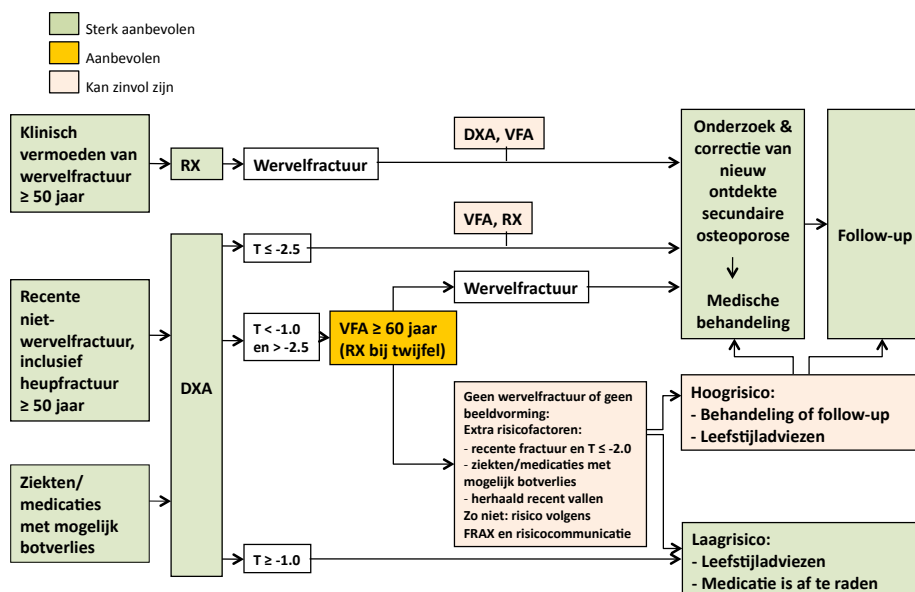 Sterk aanbevolen
Aanbevolen
Kan zinvol zijn
Klinisch
vermoeden van
wervelfractuur
≥ 50 jaar
RX
Wervelfractuur
DXA, VFA
Onderzoek &
correctie van
nieuw
ontdekte
secundaire
osteoporose
Medische
behandeling
Follow-up
Recente
niet-
wervelfractuur,
inclusief
heupfractuur
≥ 50 jaar
Ziekten/
medicaties
met mogelijk
botverlies
DXA
T ≤ -2.5
VFA, RX
T < -1.0
en > -2.5
VFA ≥ 60 jaar
(RX bij twijfel)
Wervelfractuur
Geen wervelfractuur of geen
beeldvorming:
Extra risicofactoren:
- recente fractuur en T ≤ -2.0
- ziekten/medicaties met
mogelijk botverlies
- herhaald recent vallen
Zo niet: risico volgens
FRAX en risicocommunicatie
Hoogrisico:
- Behandeling of follow-up
- Leefstijladviezen
T ≥ -1.0
Laagrisico:
- Leefstijladviezen
- Medicatie is af te raden